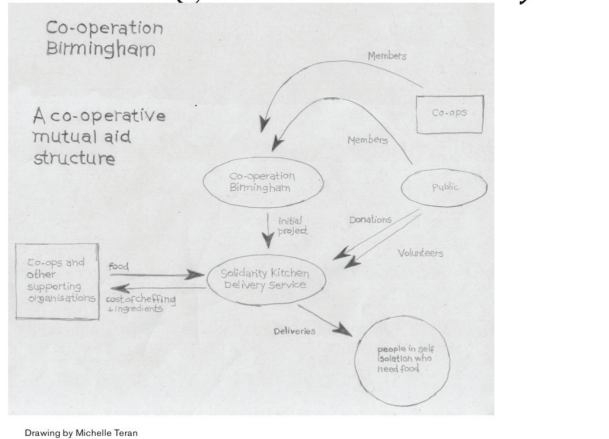 Co-operation
Birmingham
A co-operative
mutual aid
structure
Members
Co-ops
Members
Co-operation
Birmingham
Public
Initial
project
Donations
Volunteers
Co-ops and
other
supporting
organisations
food
cost of cheffing
+ ingredients
Solidarity Kitchen
Delivery Service
Deliveries
people in self
isolation who
need food
Drawing by Michelle Teran